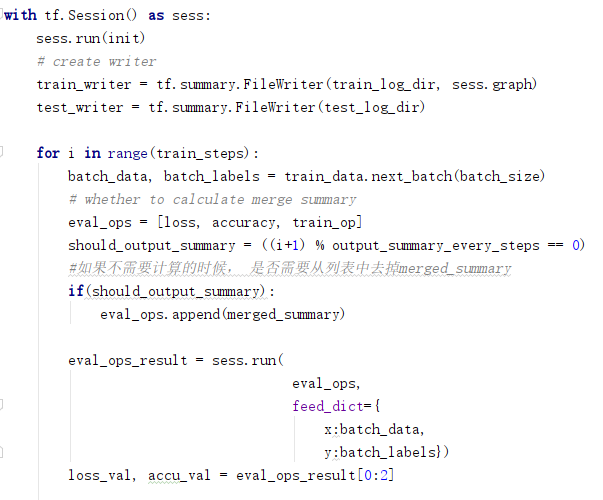 with tf.Session() as sess:
    sess.run(init)
    # create writer
    train_writer = tf.summary.FileWriter(train_log_dir, sess.graph)
    test_writer = tf.summary.FileWriter(test_log_dir)

    for i in range(train_steps):
        batch_data, batch_labels = train_data.next_batch(batch_size)
        # whether to calculate merge summary
        eval_ops = [loss, accuracy, train_op]
        should_output_summary = ((i+1) % output_summary_every_steps == 0)
        #如果不需要计算的时候， 是否需要从列表中去掉merged_summary
        if(should_output_summary):
            eval_ops.append(merged_summary)

        eval_ops_result = sess.run(
                                    eval_ops,
                                    feed_dict={
                                        x:batch_data,
                                        y:batch_labels})
        loss_val, accu_val = eval_ops_result[0:2]